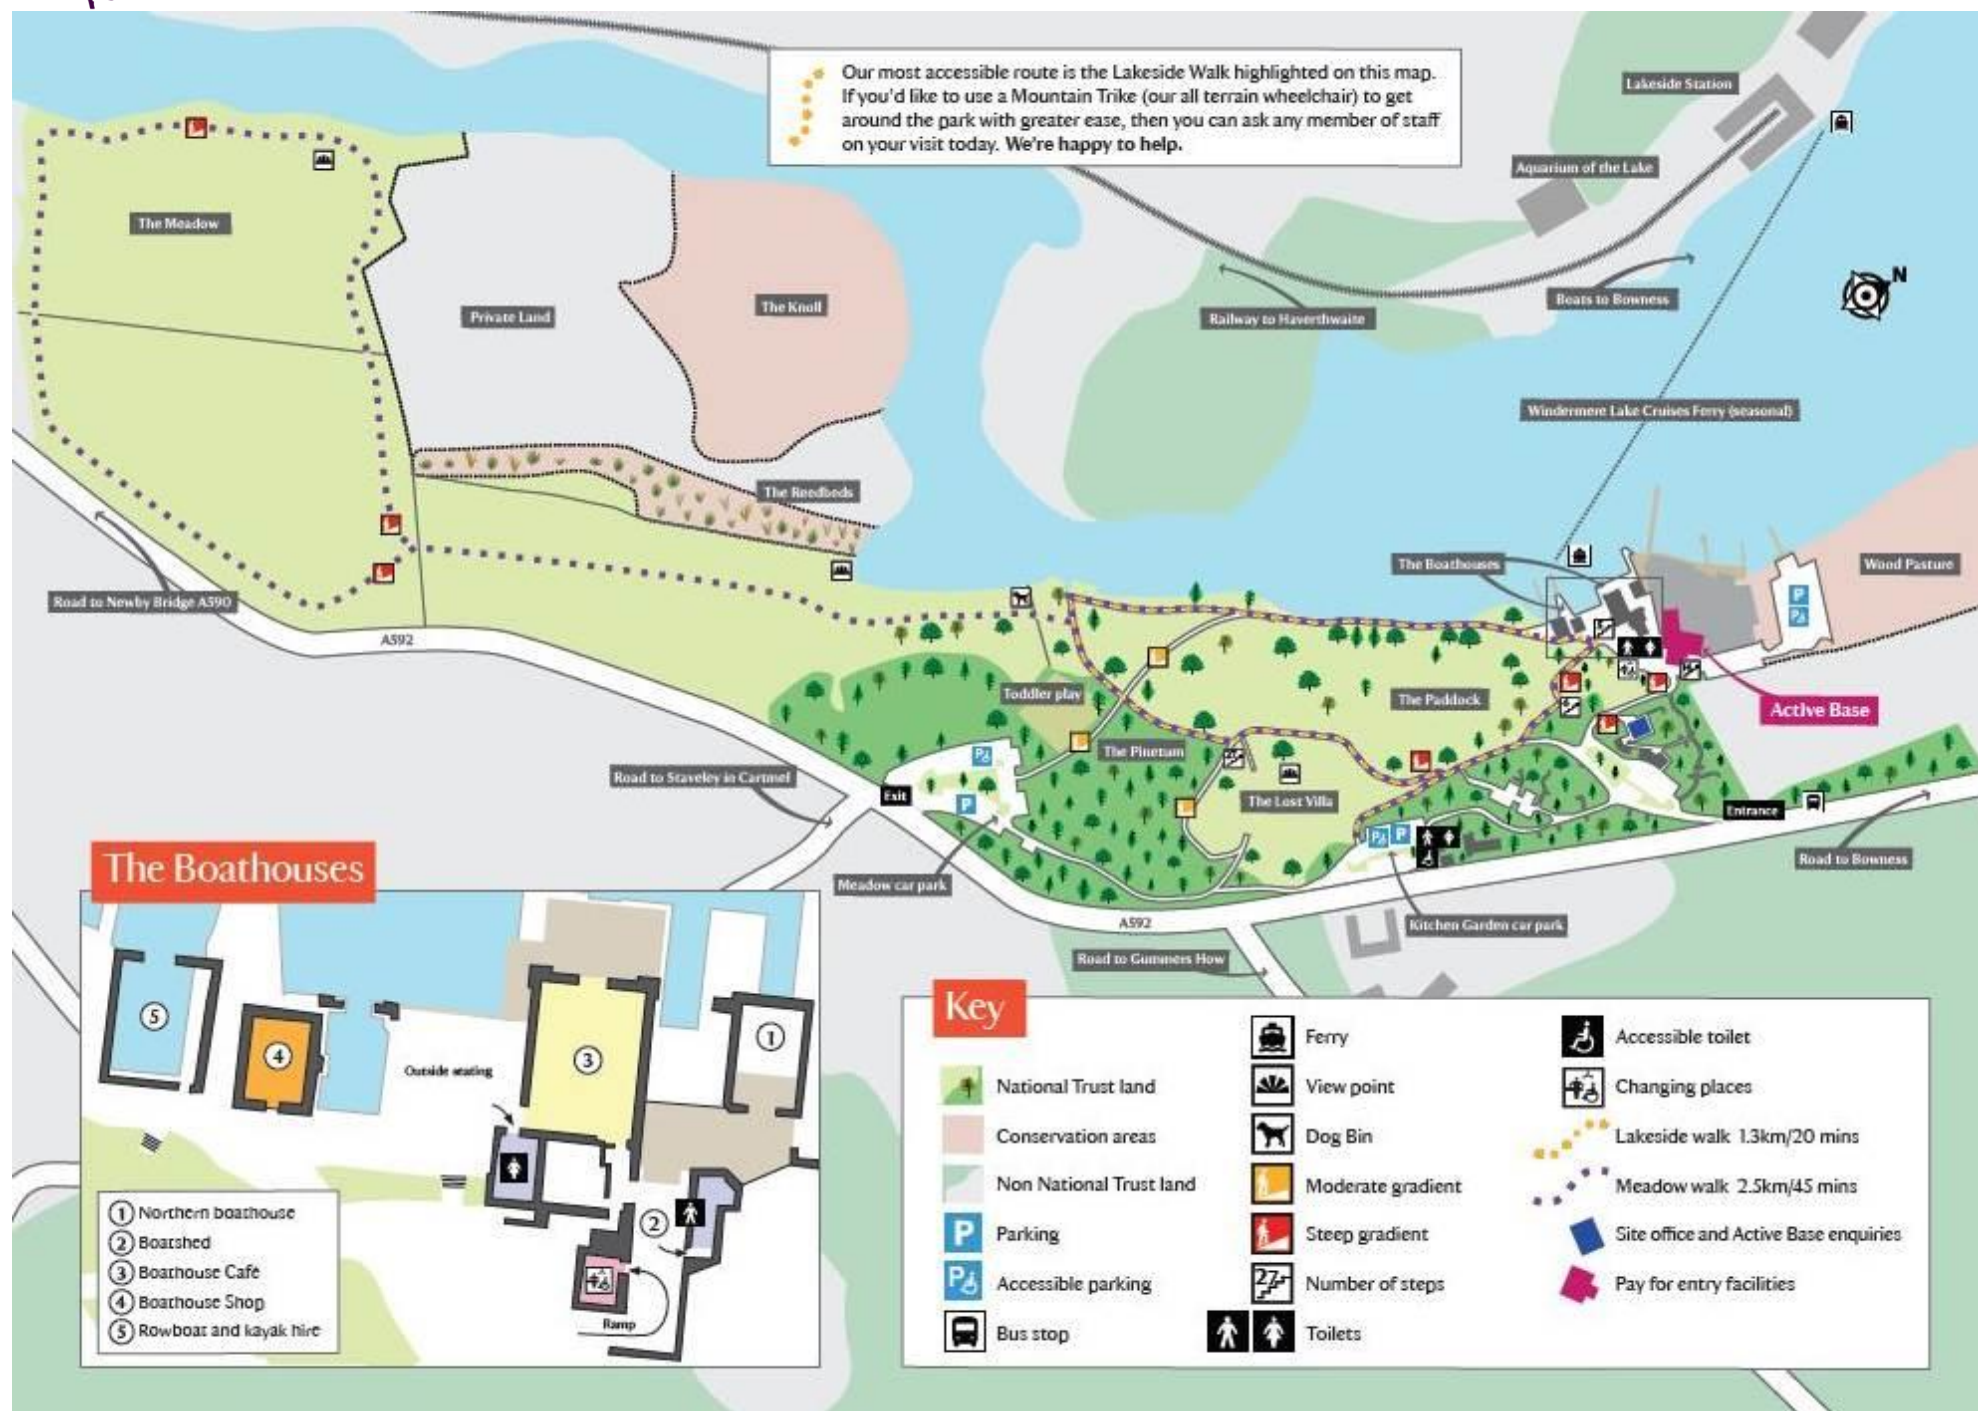 Our most accessible route is the Lakeside Walk highlighted on this map.
If you'd like to use a Mountain Trike (our all terrain wheelchair) to get
around the park with greater ease, then you can ask any member of staff
on your visit today. We're happy to help.
Lakeside Station
Aquarium of the Lake
N
The Meadow
Private Land
The Knoll
Railway to Haverthwaite
Boats to Bowness
Windermere Lake Cruises Ferry (seasonal)
The Reedbeds
The Boathouses
Wood Pasture
Road to Newby Bridge A590
A592
P
P
Toddler play
The Paddock
Active Base
The Pinetum
P
P
The Lost Villa
Road to Staveley in Cartmel
Exit
Entrance
P
P
Meadow car park
Road to Bowness
A592
Kitchen Garden car park
Road to Gummers How
The Boathouses
5
4
3
1
2
Outside seating
Ramp
1 Northern boathouse
2 Boatshed
3 Boathouse Café
4 Boathouse Shop
5 Rowboat and kayak hire
Key
National Trust land
Conservation areas
Non National Trust land
P Parking
P Accessible parking
Bus stop
Ferry
View point
Dog Bin
Moderate gradient
Steep gradient
27 Number of steps
Toilets
Accessible toilet
Changing places
Lakeside walk 1.3km/20 mins
Meadow walk 2.5km/45 mins
Site office and Active Base enquiries
Pay for entry facilities